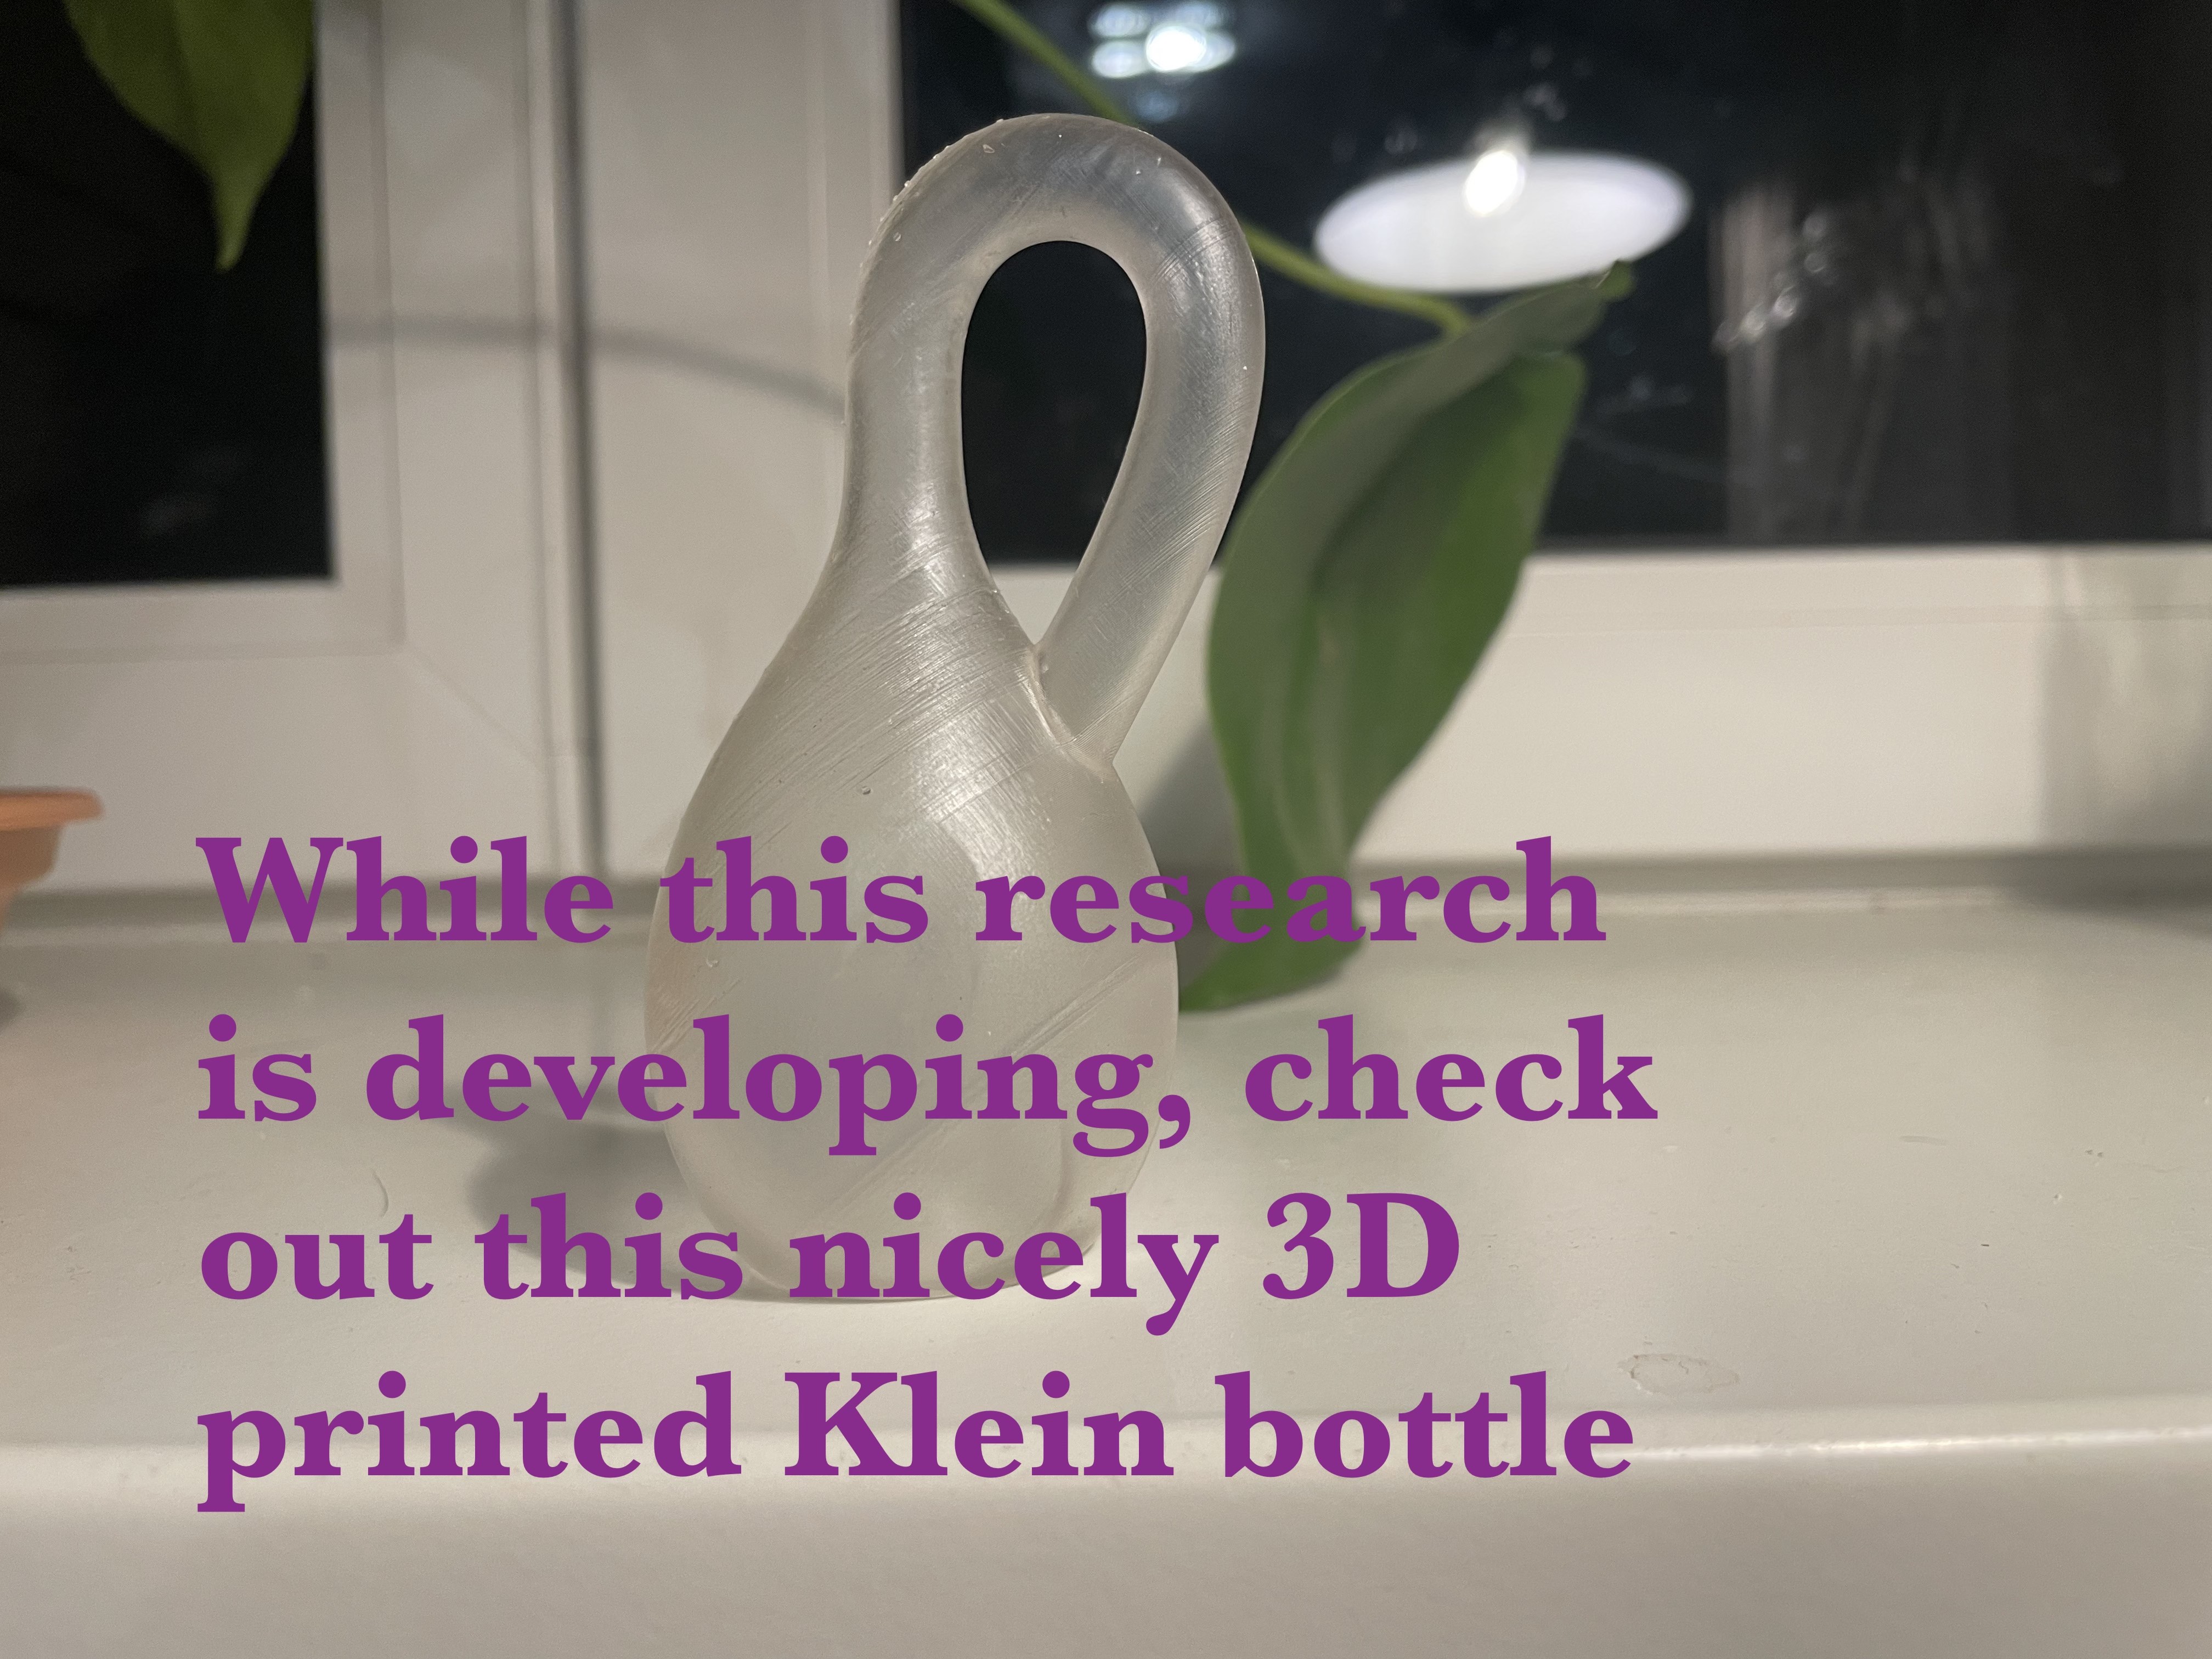 While this research
is developing, check
out this nicely 3D
printed Klein bottle